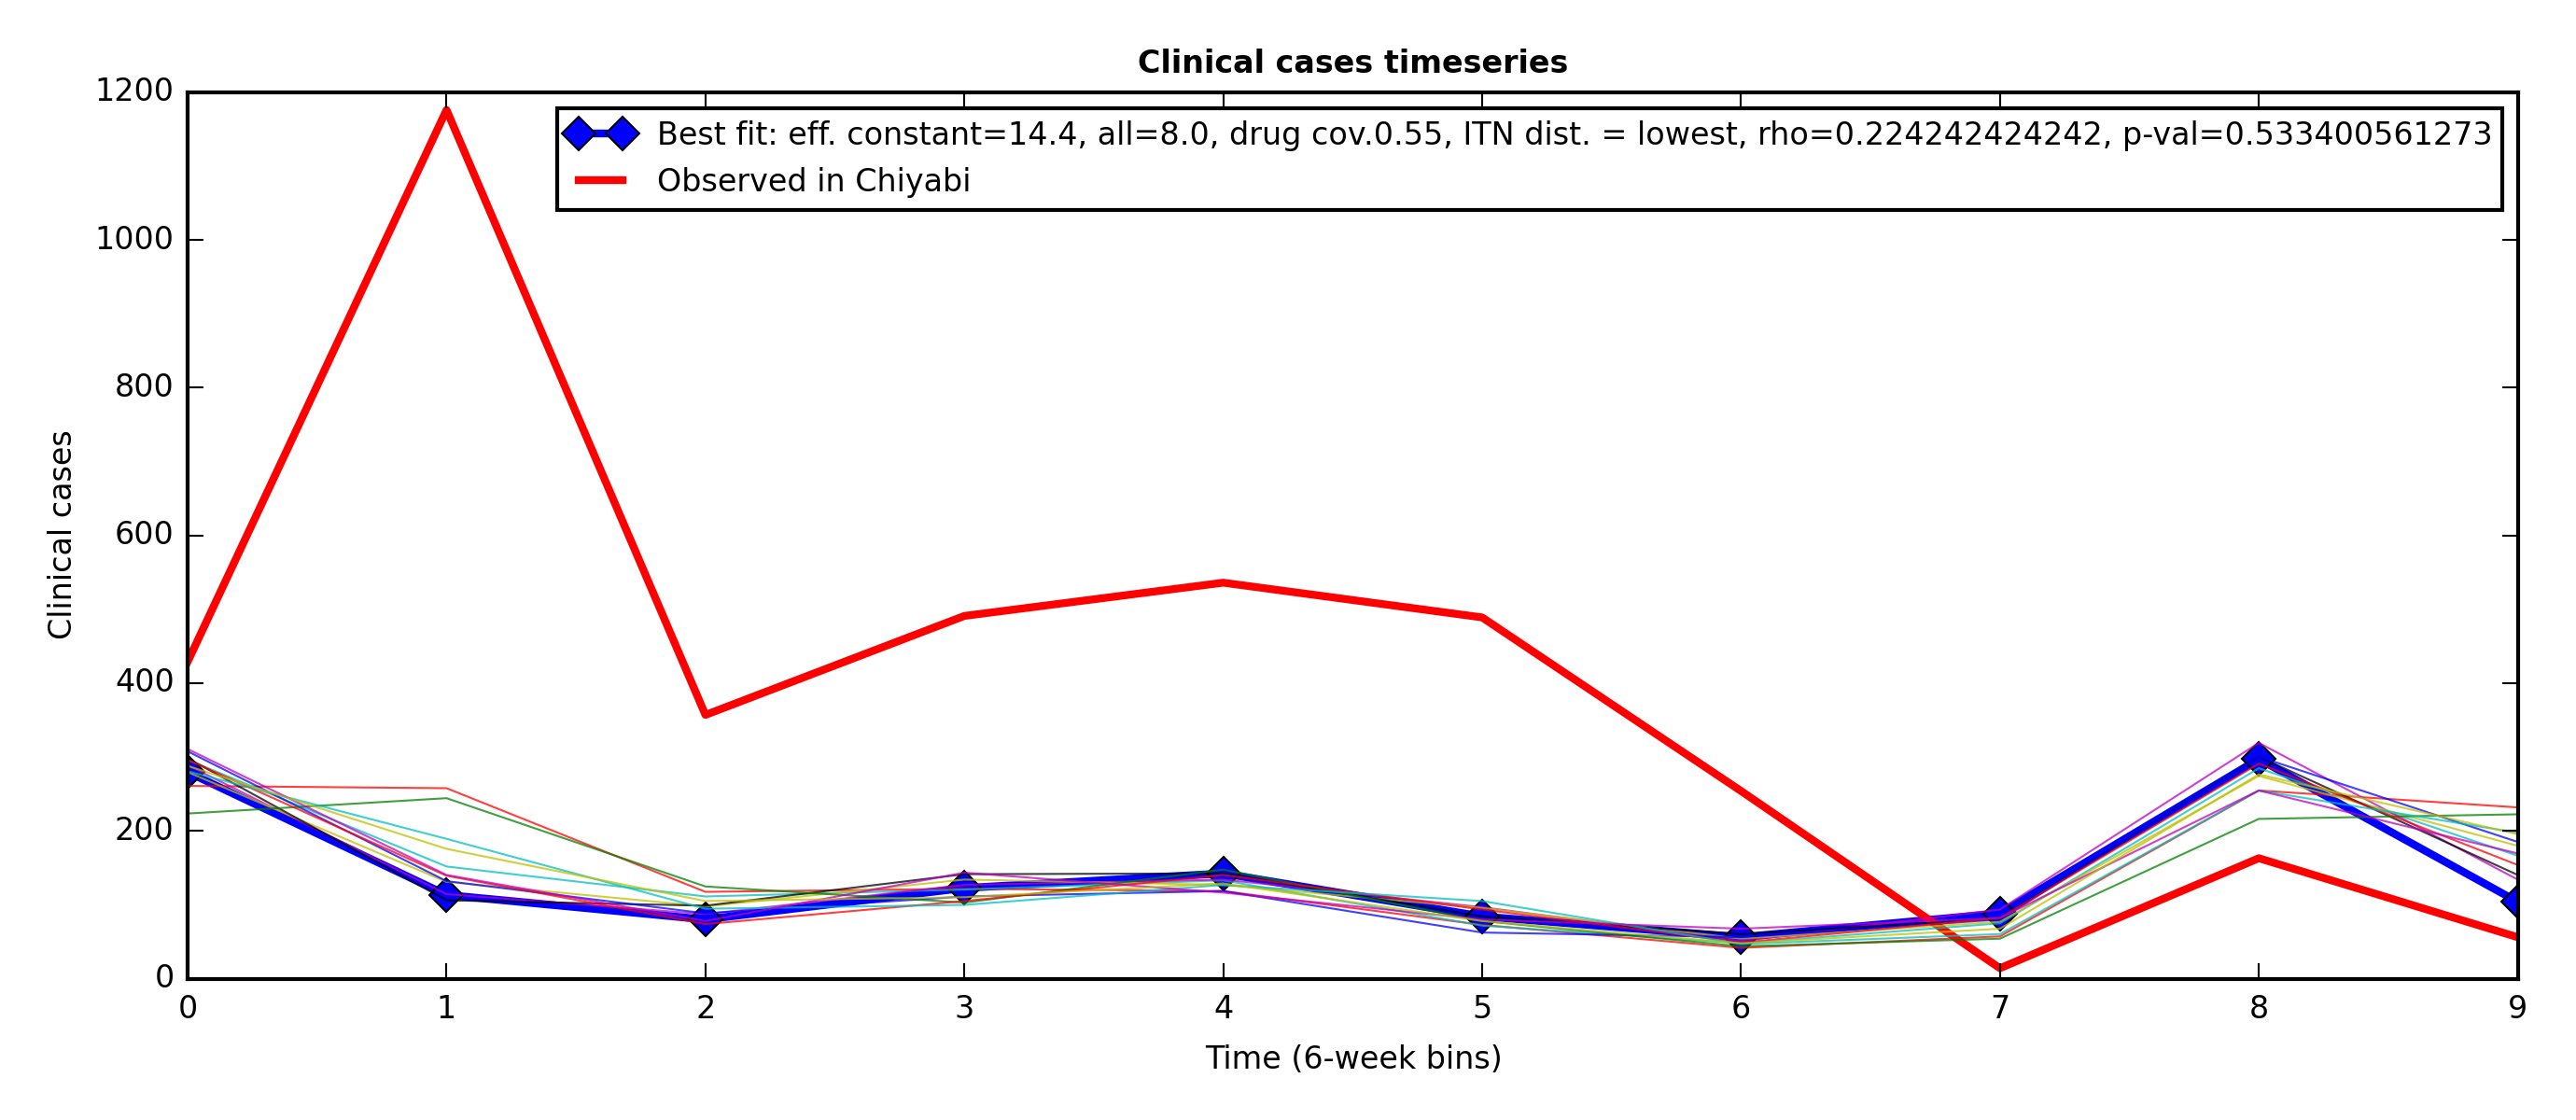 Clinical cases timeseries
1200
1000
800
600
400
200
0
Clinical cases
Best fit: eff. constant=14.4, all=8.0, drug cov.0.55, ITN dist. = lowest, rho=0.224242424242, p-val=0.533400561273
Observed in Chiyabi
0 1 2 3 4 5 6 7 8 9
Time (6-week bins)